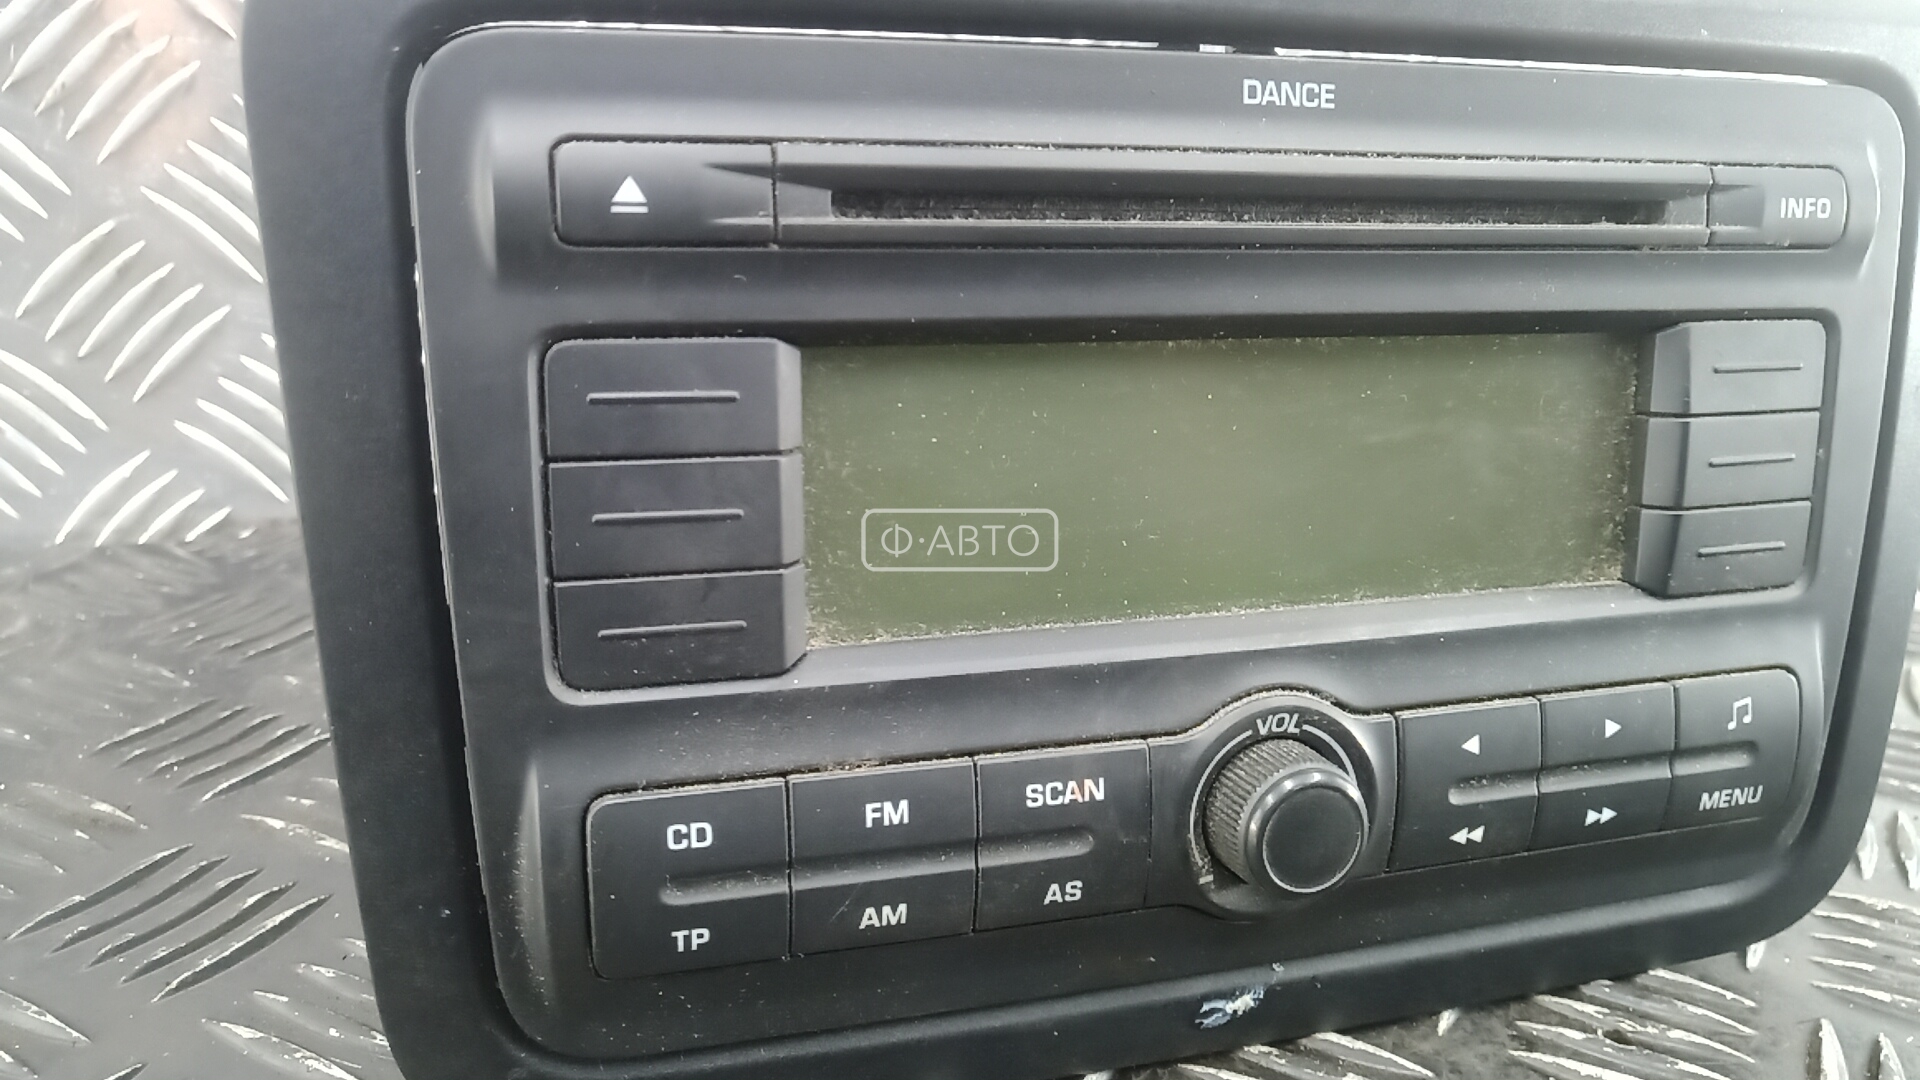 DANCE
INFO
Ф·АВТО
VOL
CD
FM
SCAN
MENU
TP
AM
AS